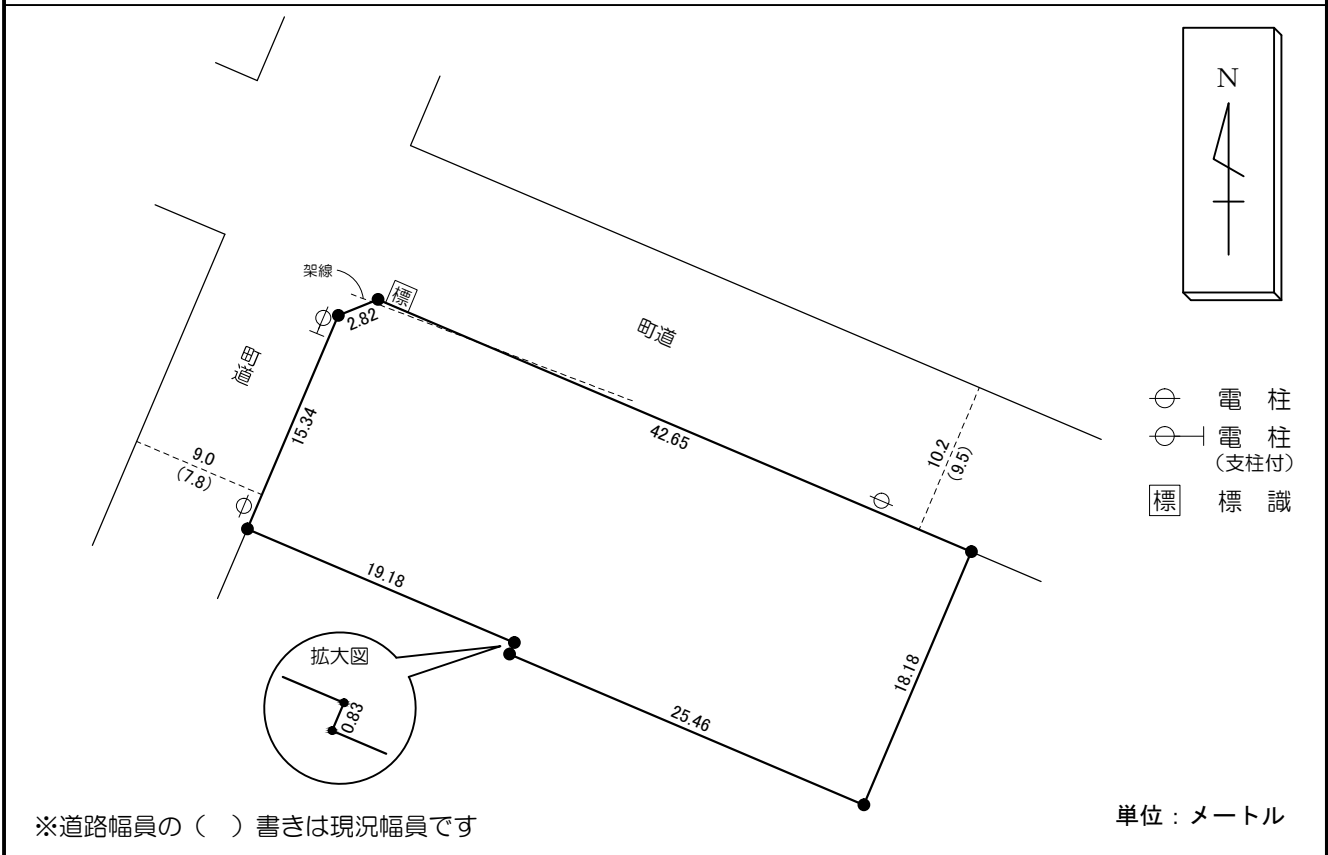 N
架線
標
2.82
町道
町道
15.34
42.65
10.2
(9.5)
9.0
(7.8)
電 柱
電 柱
(支柱付)
標 標 識
19.18
拡大図
0.83
25.46
18.18
※道路幅員の( )書きは現況幅員です
単位:メートル